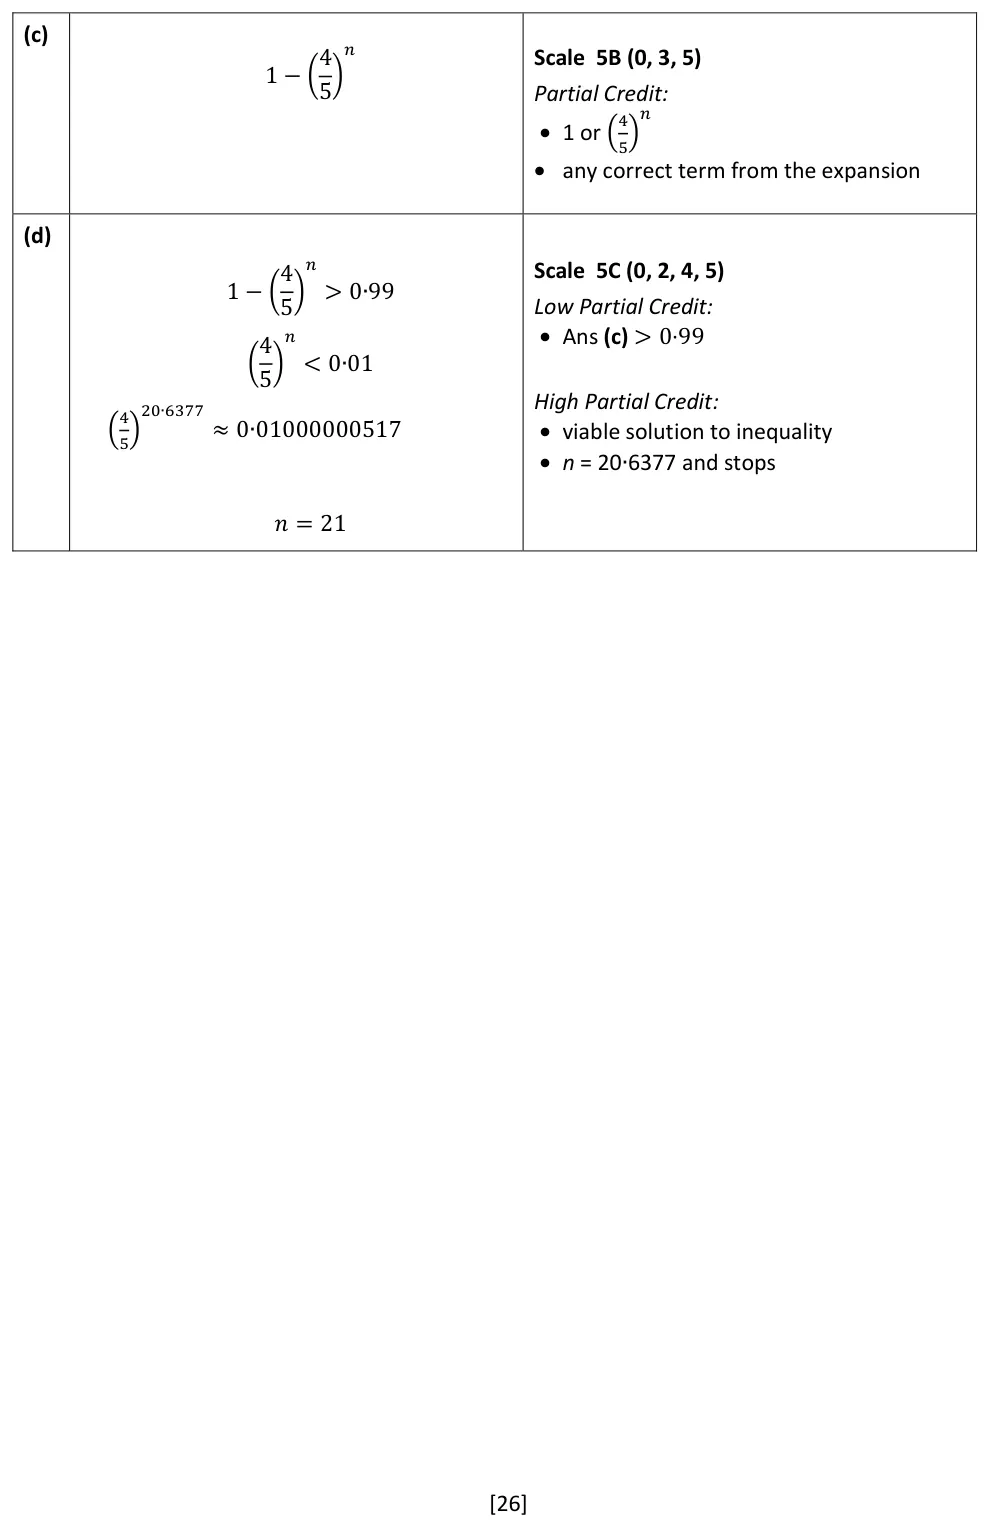 (c)
1 − (4/5)^n
Scale 5B (0, 3, 5)
Partial Credit:
• 1 or (4/5)^n
• any correct term from the expansion
(d)
1 − (4/5)^n > 0·99
(4/5)^n < 0·01
(4/5)^20·6377 ≈ 0·01000000517
n = 21
Scale 5C (0, 2, 4, 5)
Low Partial Credit:
• Ans (c) > 0·99
High Partial Credit:
• viable solution to inequality
• n = 20·6377 and stops
[26]